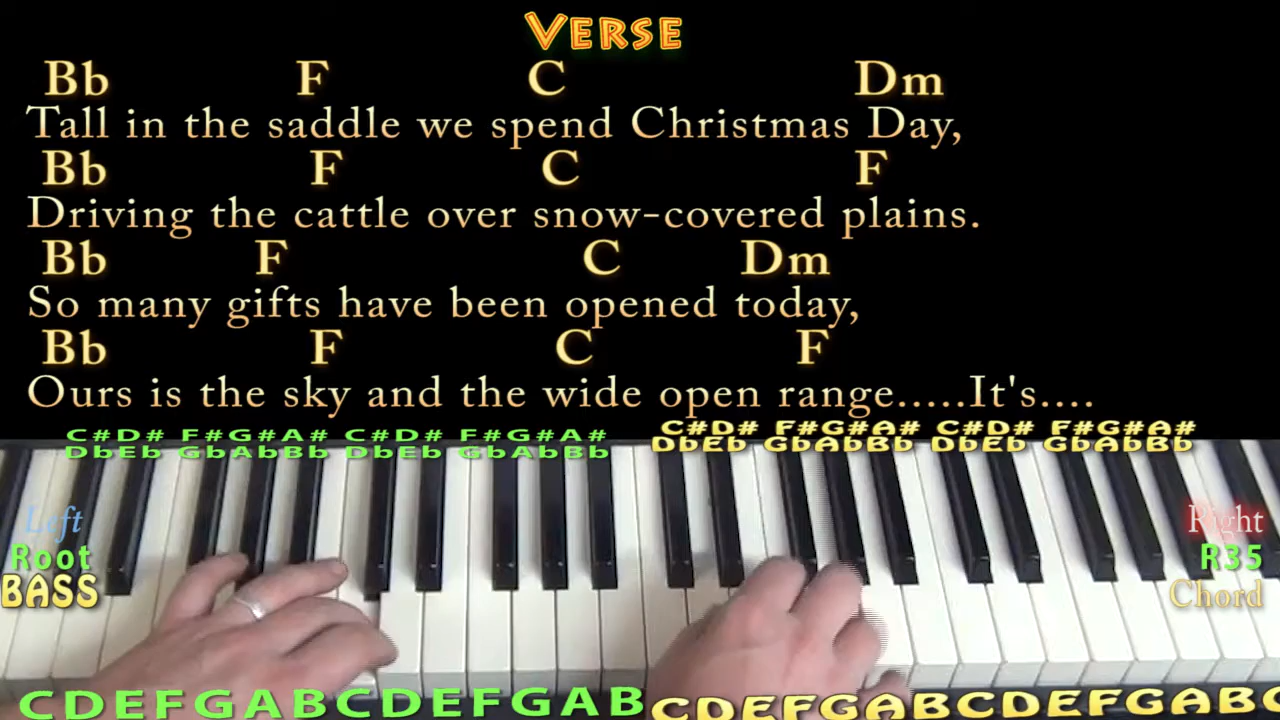 VERSE
Bb F C Dm
Tall in the saddle we spend Christmas Day,
Bb F C F
Driving the cattle over snow-covered plains.
Bb F C Dm
So many gifts have been opened today,
Bb F C F
Ours is the sky and the wide open range.....It's....
C#D# F#G#A# C#D# F#G#A# C#D# F#G#A# C#D# F#G#A#
DbEb GbAbBb DbEb GbAbBb DbEb GbAbBb DbEb GbAbBb
Left Right
Root R35
BASS Chord
CDEFGABCDEFGAB CDEFGABCDEFGABC